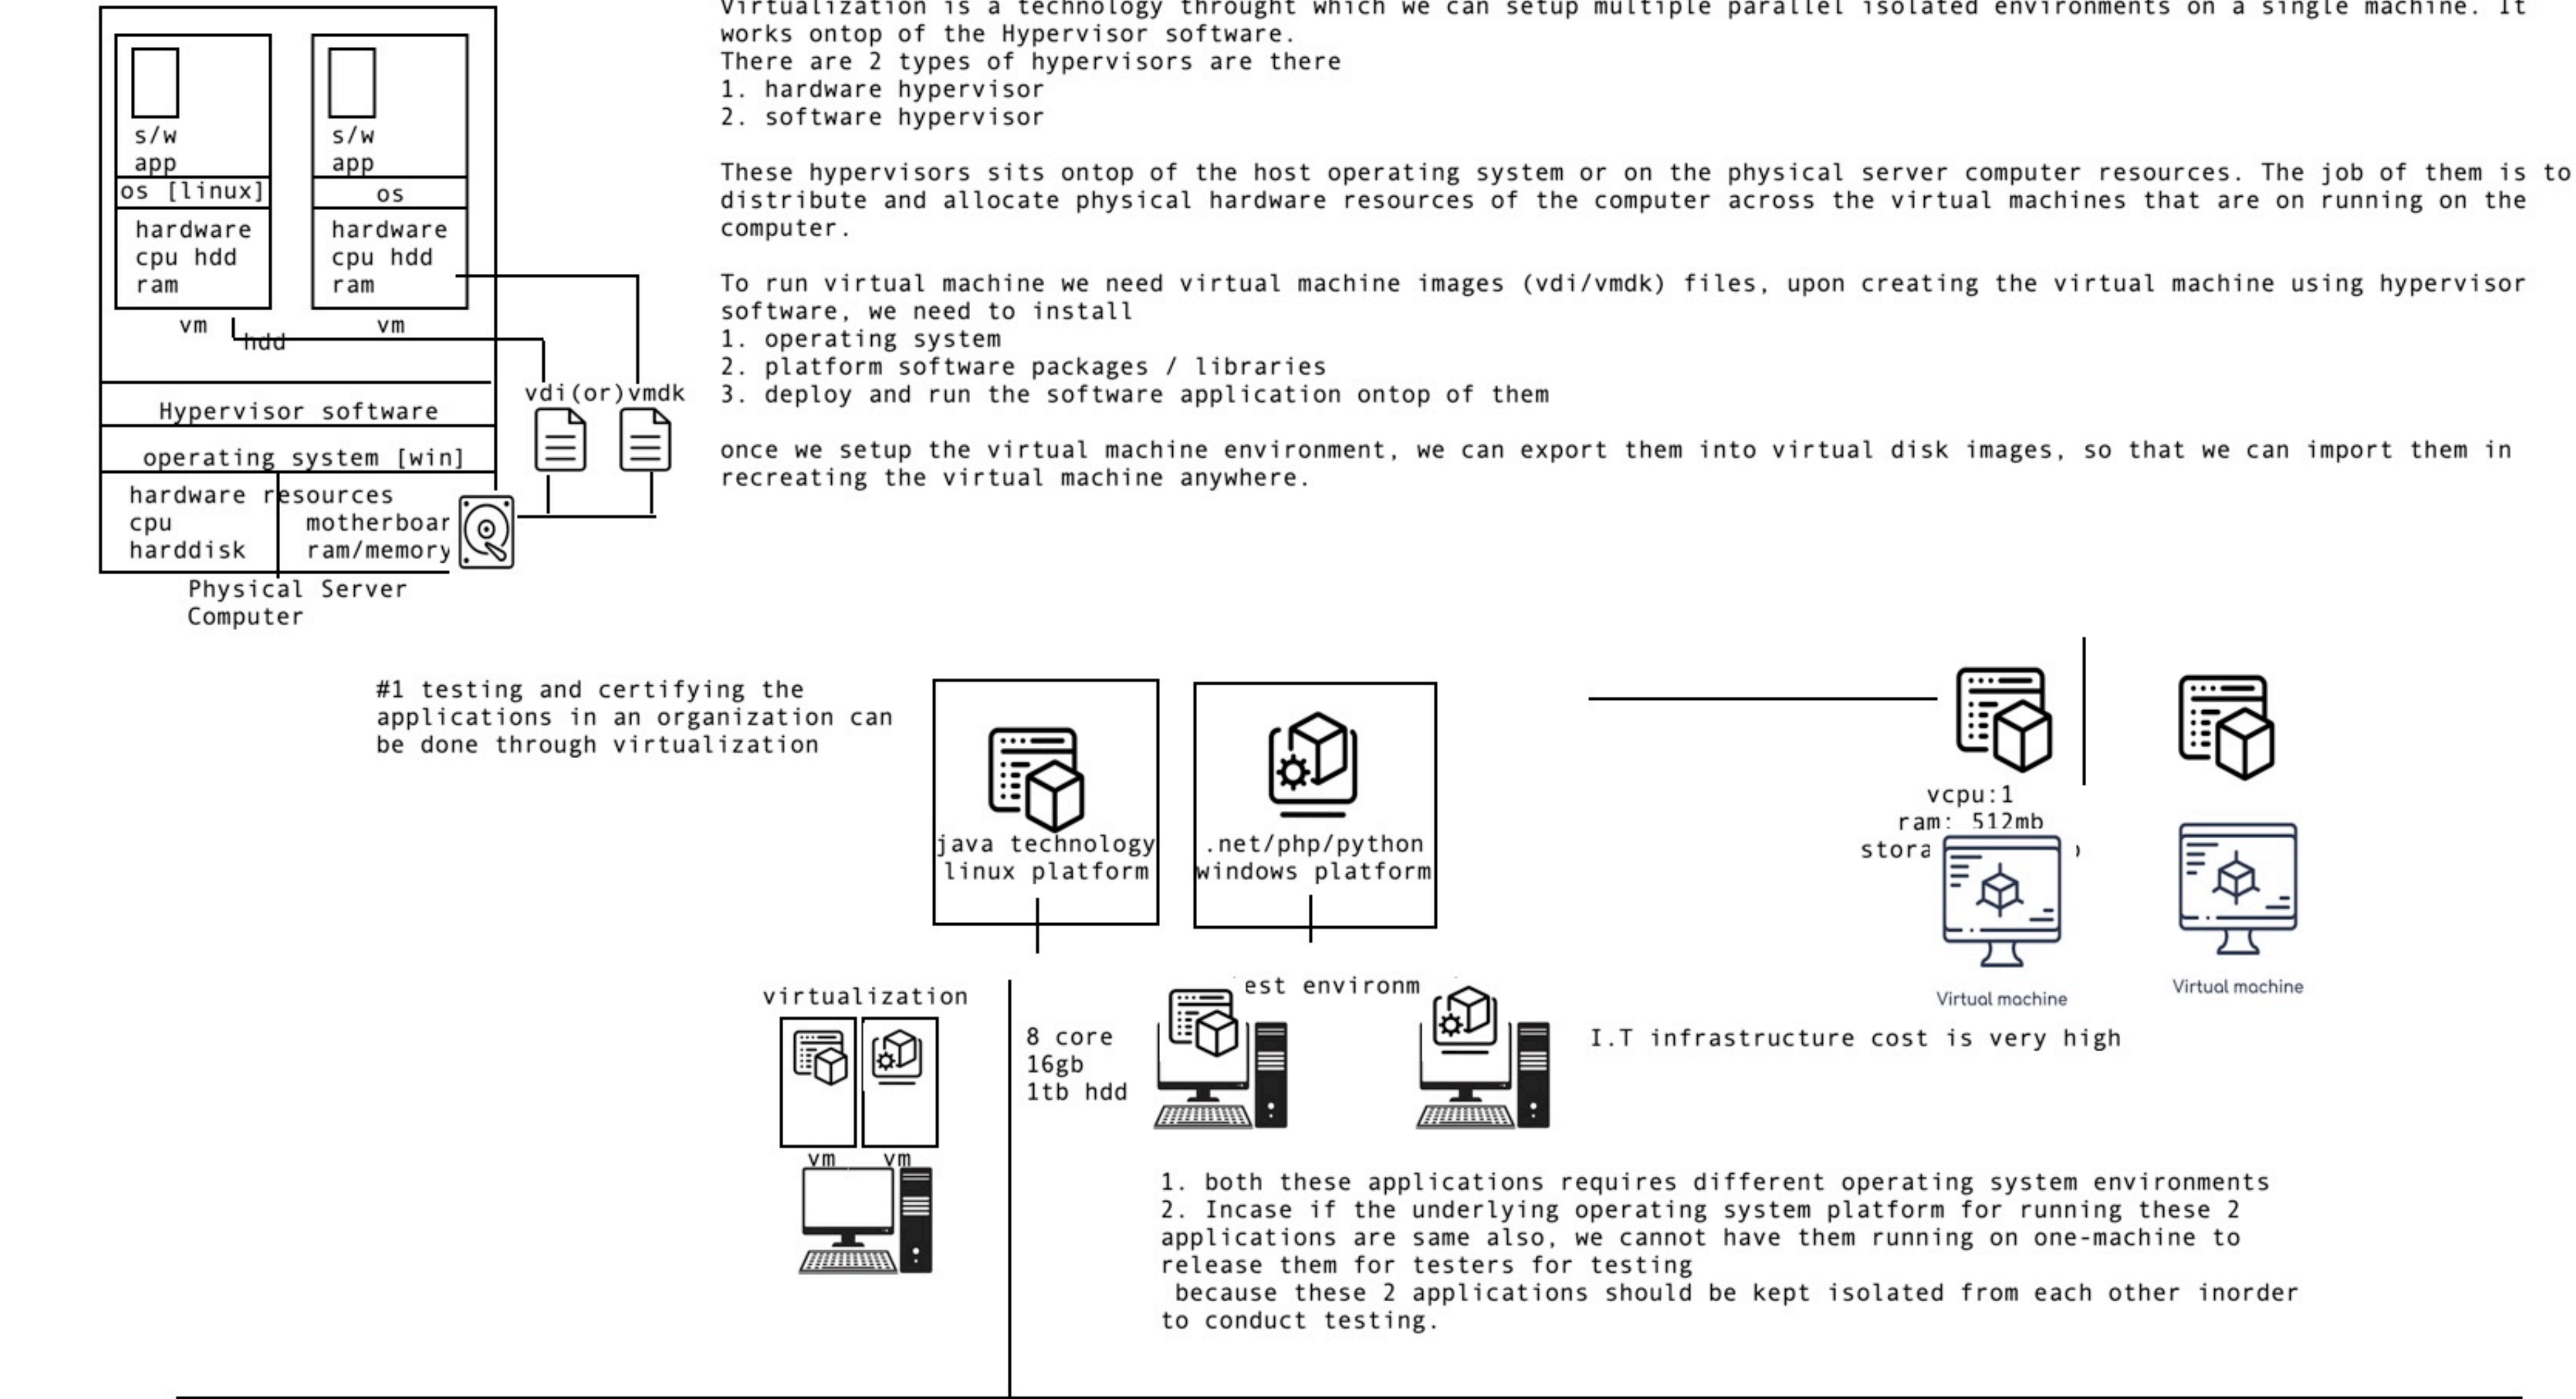 Virtualization is a technology throught which we can setup multiple parallel isolated environments on a single machine. It
works ontop of the Hypervisor software.
There are 2 types of hypervisors are there
1. hardware hypervisor
2. software hypervisor
These hypervisors sits ontop of the host operating system or on the physical server computer resources. The job of them is to
distribute and allocate physical hardware resources of the computer across the virtual machines that are on running on the
computer.
To run virtual machine we need virtual machine images (vdi/vmdk) files, upon creating the virtual machine using hypervisor
software, we need to install
1. operating system
2. platform software packages / libraries
3. deploy and run the software application ontop of them
once we setup the virtual machine environment, we can export them into virtual disk images, so that we can import them in
recreating the virtual machine anywhere.
s/w
app
os [linux]
hardware
cpu hdd
ram
vm
hdd
s/w
app
os
hardware
cpu hdd
ram
vm
vdi(or)vmdk
Hypervisor software
operating system [win]
hardware resources
cpu
harddisk
motherboar
ram/memory
Physical Server
Computer
#1 testing and certifying the
applications in an organization can
be done through virtualization
java technology
linux platform
.net/php/python
windows platform
vcpu:1
ram: 512mb
stora
Virtual machine
Virtual machine
virtualization
vm
vm
8 core
16gb
1tb hdd
est environm
I.T infrastructure cost is very high
1. both these applications requires different operating system environments
2. Incase if the underlying operating system platform for running these 2
applications are same also, we cannot have them running on one-machine to
release them for testers for testing
because these 2 applications should be kept isolated from each other inorder
to conduct testing.